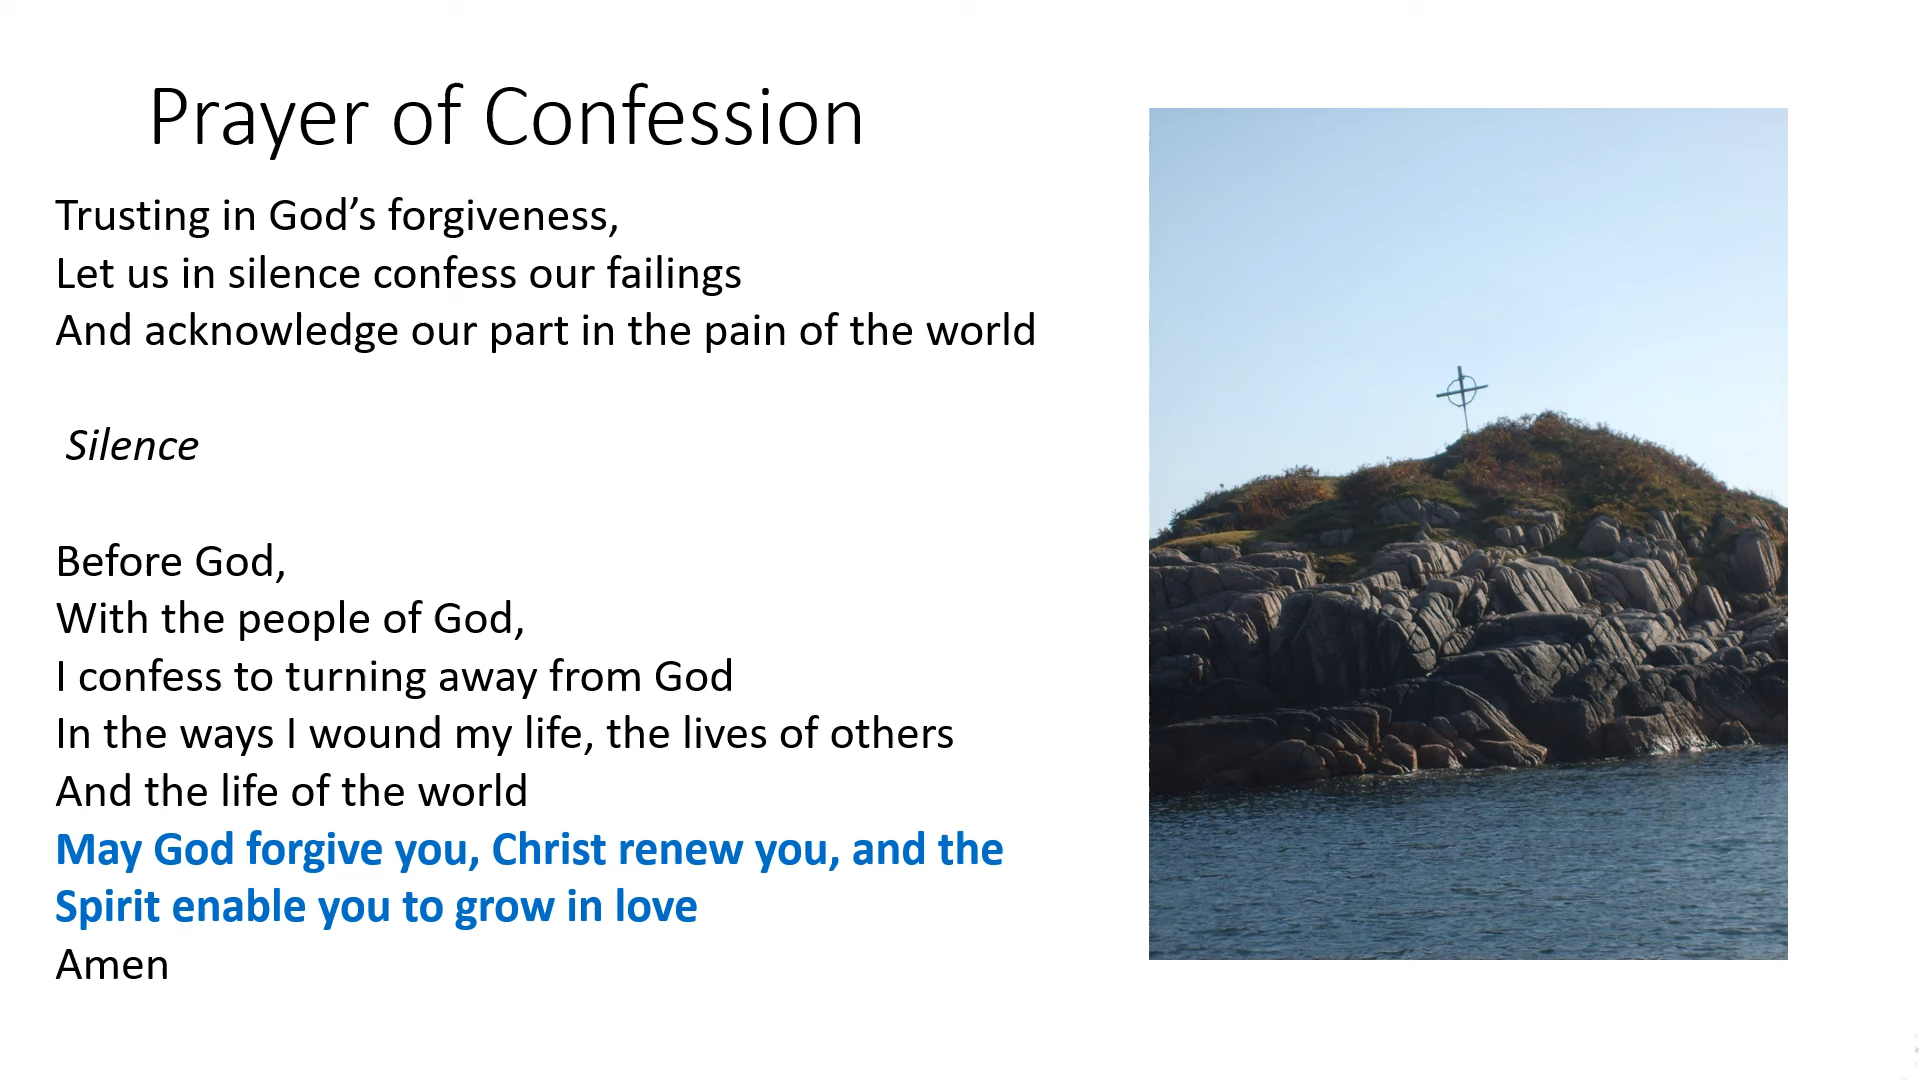 Prayer of Confession
Trusting in God’s forgiveness,
Let us in silence confess our failings
And acknowledge our part in the pain of the world
Silence
Before God,
With the people of God,
I confess to turning away from God
In the ways I wound my life, the lives of others
And the life of the world
May God forgive you, Christ renew you, and the
Spirit enable you to grow in love
Amen